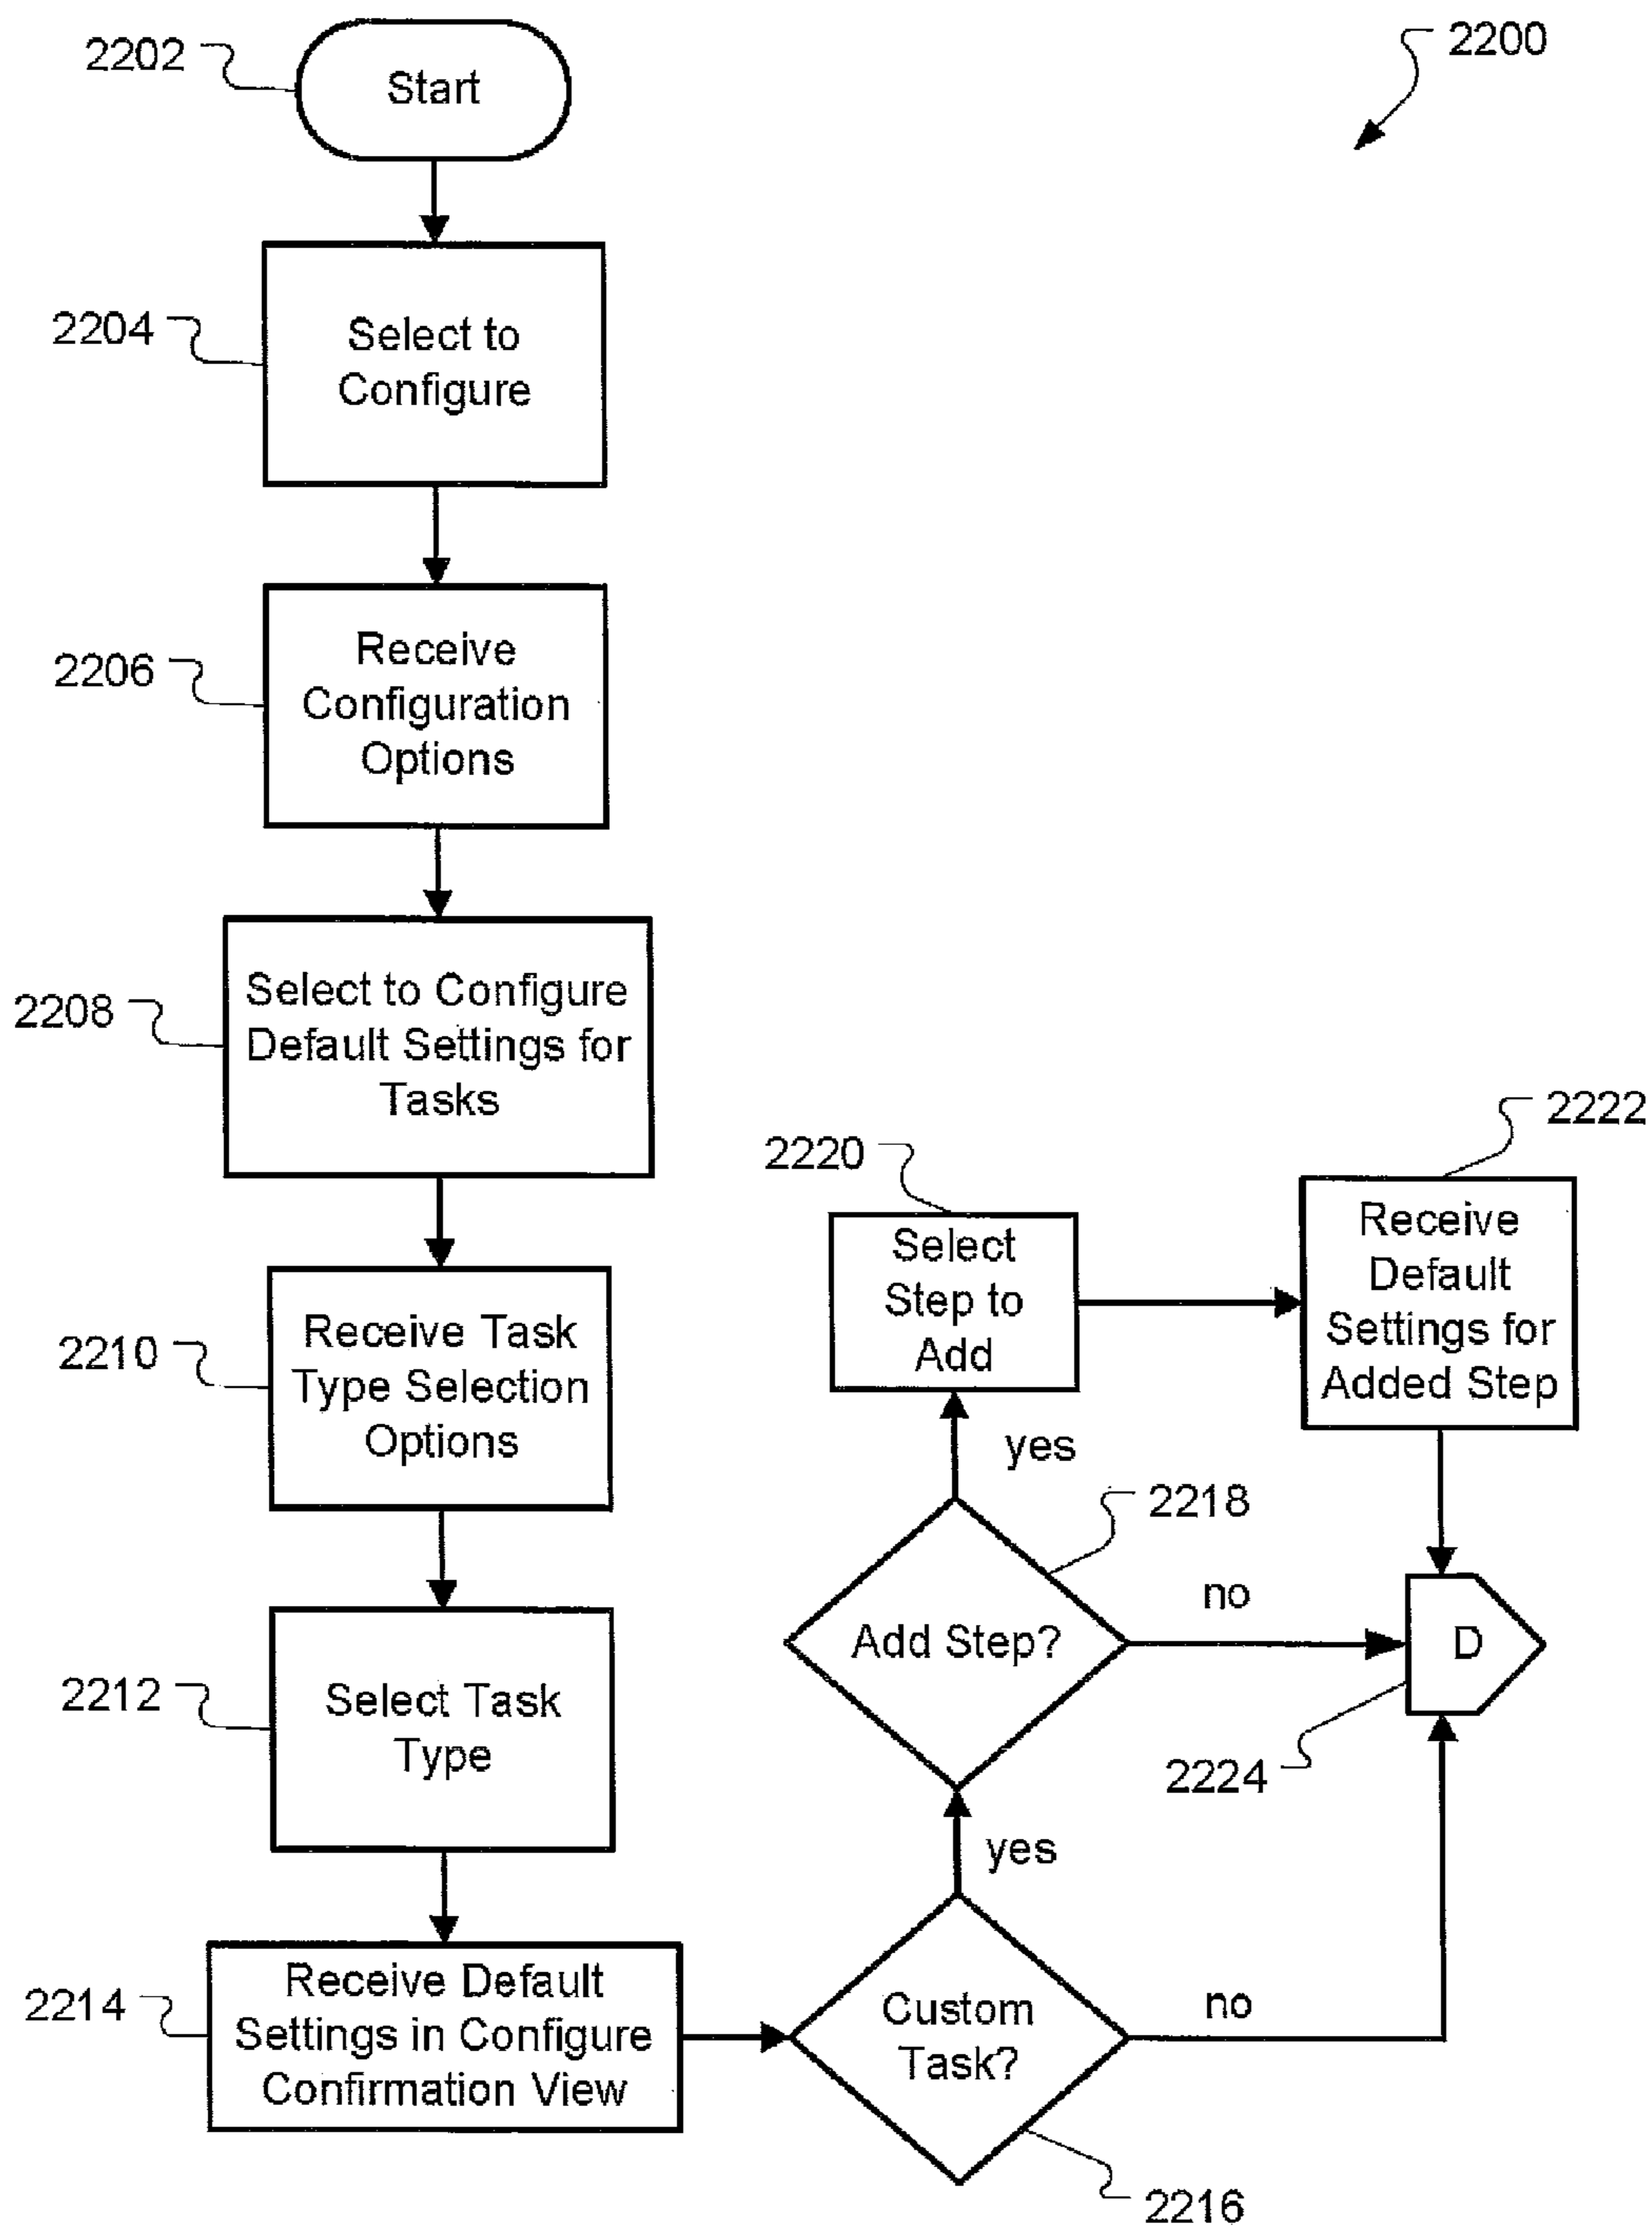 2202
Start
2200
2204
Select to
Configure
2206
Receive
Configuration
Options
2208
Select to Configure
Default Settings for
Tasks
2210
Receive Task
Type Selection
Options
2212
Select Task
Type
2214
Receive Default
Settings in Configure
Confirmation View
Custom
Task?
2216
no
yes
Add Step?
2218
no
yes
2220
Select
Step to
Add
2222
Receive
Default
Settings for
Added Step
D
2224